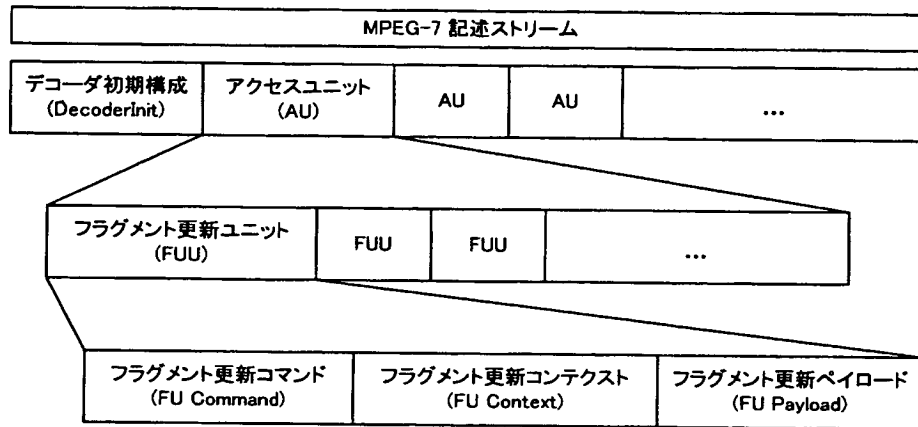 MPEG-7 記述ストリーム
デコーダ初期構成
(DecoderInit)
アクセスユニット
(AU)
AU
AU
...
フラグメント更新ユニット
(FUU)
FUU
FUU
...
フラグメント更新コマンド
(FU Command)
フラグメント更新コンテクスト
(FU Context)
フラグメント更新ペイロード
(FU Payload)